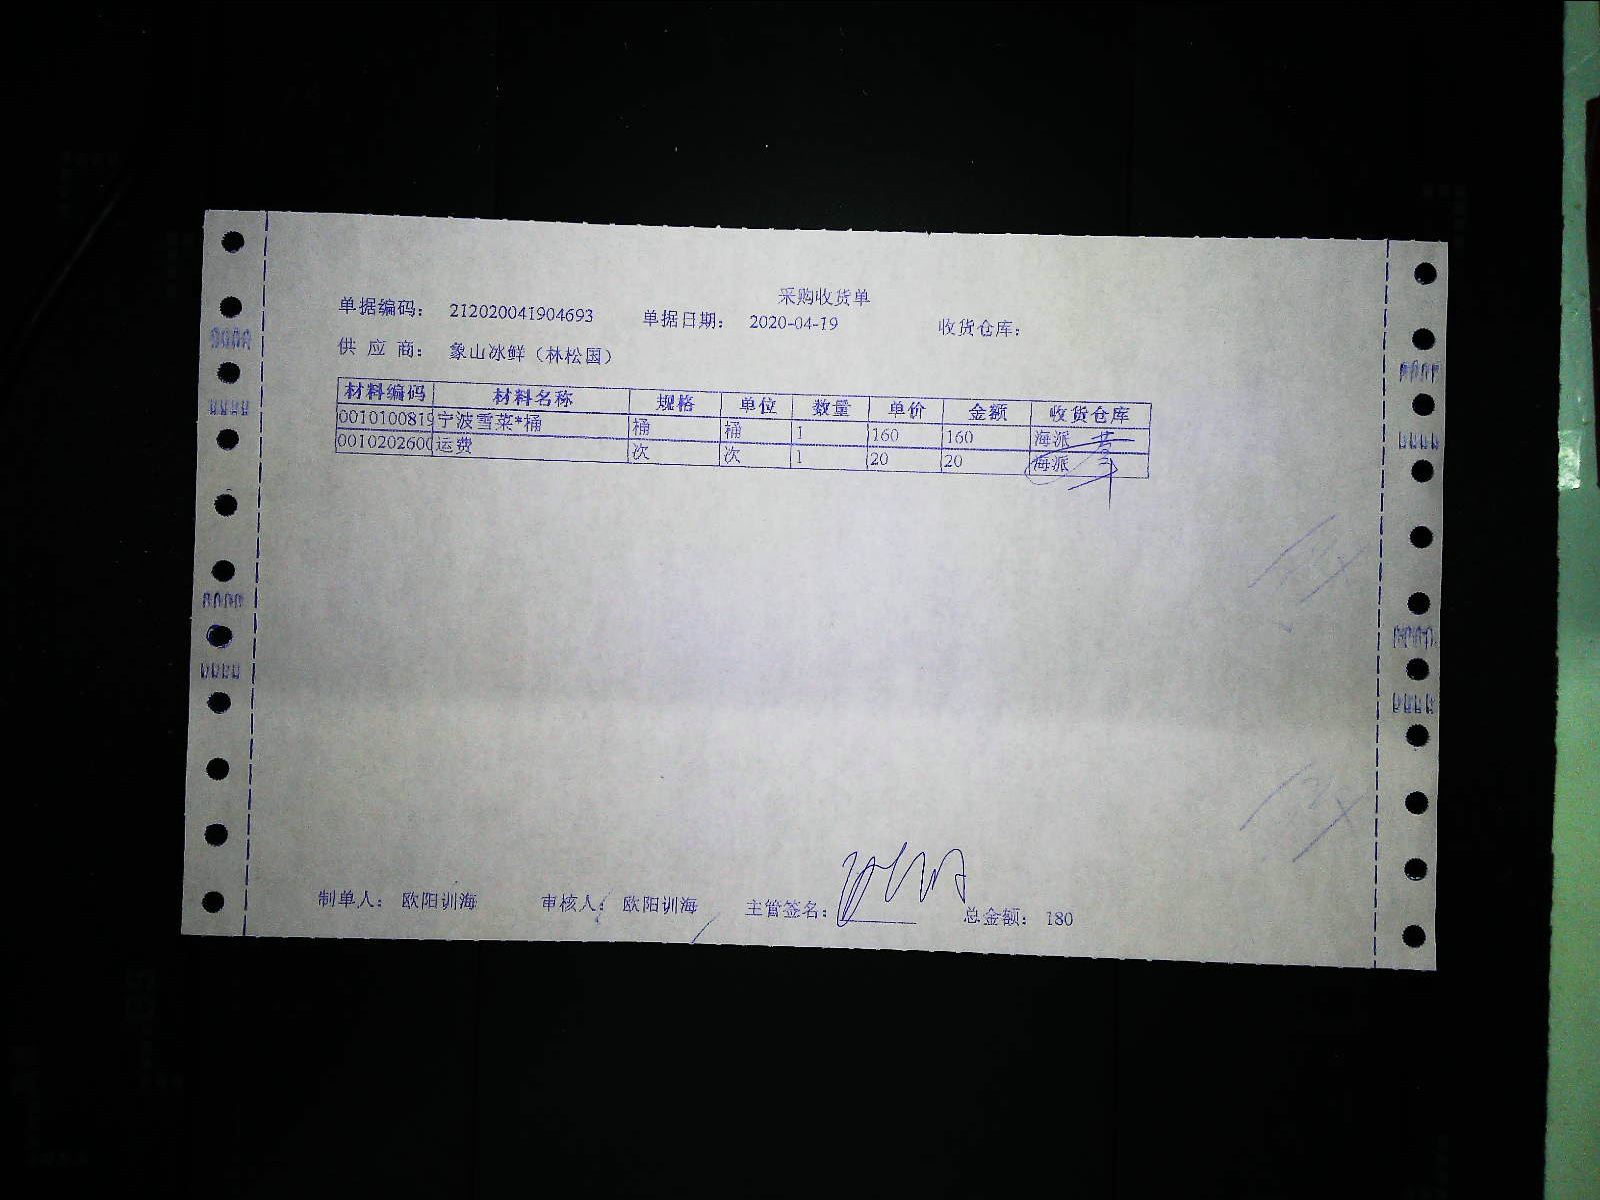 采购收货单
单据编码： 212020041904693 单据日期： 2020-04-19 收货仓库：
供 应 商： 象山冰鲜（林松国）
材料编码 材料名称 规格 单位 数量 单价 金额 收货仓库
0010100819 宁波雪菜*桶 桶 桶 1 160 160 海派
001020260 运费 次 次 1 20 20 海派
制单人： 欧阳训海 审核人： 欧阳训海 主管签名： 总金额： 180